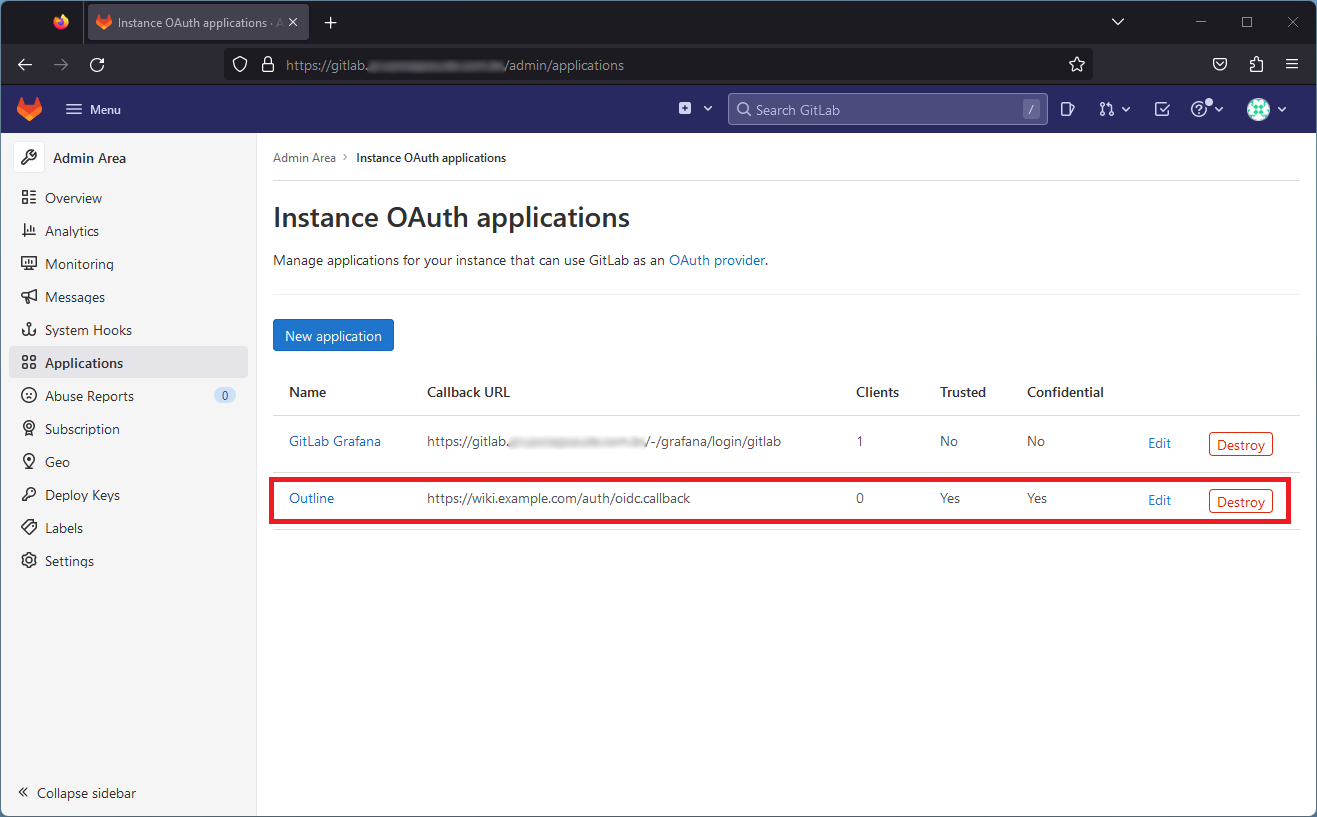 Instance OAuth applications · A
https://gitlab. /admin/applications
Menu
Search GitLab
/
Admin Area
Overview
Analytics
Monitoring
Messages
System Hooks
Applications
Abuse Reports 0
Subscription
Geo
Deploy Keys
Labels
Settings
Collapse sidebar
Admin Area > Instance OAuth applications
Instance OAuth applications
Manage applications for your instance that can use GitLab as an OAuth provider.
New application
Name Callback URL Clients Trusted Confidential
GitLab Grafana https://gitlab. /-/grafana/login/gitlab 1 No No Edit Destroy
Outline https://wiki.example.com/auth/oidc.callback 0 Yes Yes Edit Destroy